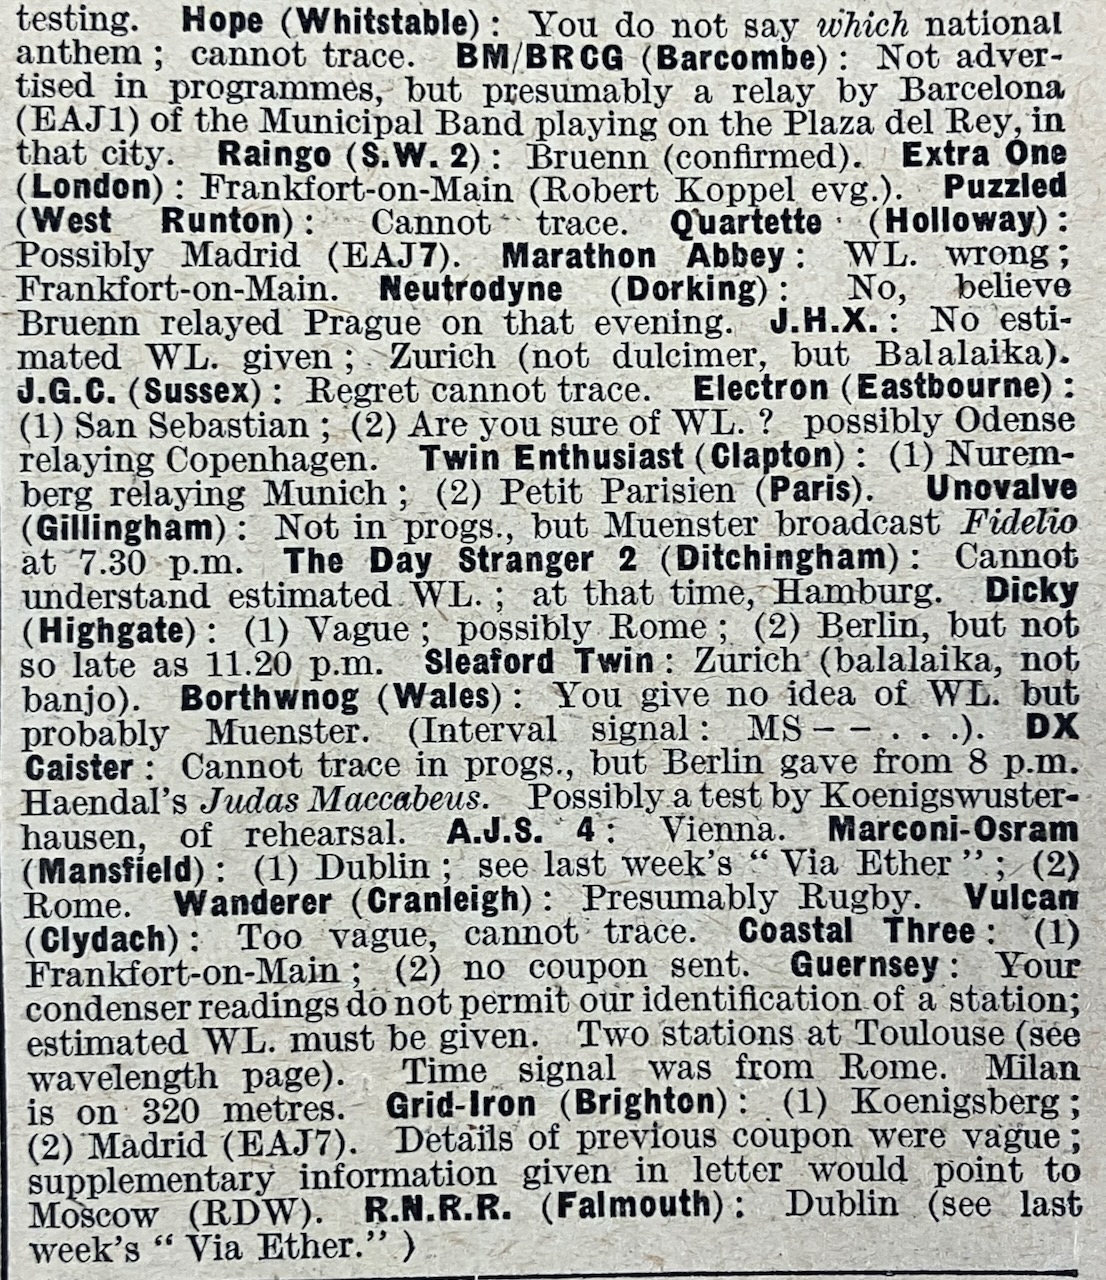 testing. Hope (Whitstable): You do not say which national
anthem; cannot trace. BM/BRCG (Barcombe): Not adver-
tised in programmes, but presumably a relay by Barcelona
(EAJ1) of the Municipal Band playing on the Plaza del Rey, in
that city. Raingo (S.W. 2): Bruenn (confirmed). Extra One
(London): Frankfort-on-Main (Robert Koppel evg.). Puzzled
(West Runton): Cannot trace. Quartette (Holloway):
Possibly Madrid (EAJ7). Marathon Abbey: WL. wrong;
Frankfort-on-Main. Neutrodyne (Dorking): No, believe
Bruenn relayed Prague on that evening. J.H.X.: No esti-
mated WL. given; Zurich (not dulcimer, but Balalaika).
J.G.C. (Sussex): Regret cannot trace. Electron (Eastbourne):
(1) San Sebastian; (2) Are you sure of WL.? possibly Odense
relaying Copenhagen. Twin Enthusiast (Clapton): (1) Nurem-
berg relaying Munich; (2) Petit Parisien (Paris). Unovalve
(Gillingham): Not in progs., but Muenster broadcast Fidelio
at 7.30 p.m. The Day Stranger 2 (Ditchingham): Cannot
understand estimated WL.; at that time, Hamburg. Dicky
(Highgate): (1) Vague; possibly Rome; (2) Berlin, but not
so late as 11.20 p.m. Sleaford Twin: Zurich (balalaika, not
banjo). Borthwnog (Wales): You give no idea of WL. but
probably Muenster. (Interval signal: MS – – . . .). DX
Caister: Cannot trace in progs., but Berlin gave from 8 p.m.
Haendal's Judas Maccabeus. Possibly a test by Koenigswuster-
hausen, of rehearsal. A.J.S. 4: Vienna. Marconi-Osram
(Mansfield): (1) Dublin; see last week's "Via Ether"; (2)
Rome. Wanderer (Cranleigh): Presumably Rugby. Vulcan
(Clydach): Too vague, cannot trace. Coastal Three: (1)
Frankfort-on-Main; (2) no coupon sent. Guernsey: Your
condenser readings do not permit our identification of a station;
estimated WL. must be given. Two stations at Toulouse (see
wavelength page). Time signal was from Rome. Milan
is on 320 metres. Grid-Iron (Brighton): (1) Koenigsberg;
(2) Madrid (EAJ7). Details of previous coupon were vague;
supplementary information given in letter would point to
Moscow (RDW). R.N.R.R. (Falmouth): Dublin (see last
week's "Via Ether.")